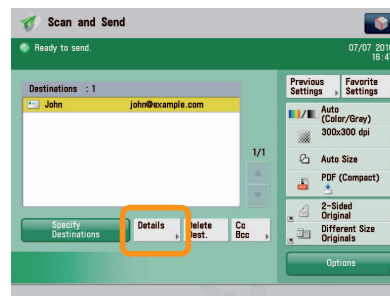 Scan and Send
Ready to send.
07/07 201
16:4
Destinations : 1
John john@example.com
1/1
Specify
Destinations
Details
Delete
Dest.
Cc
Bcc
Previous
Settings
Favorite
Settings
Auto
(Color/Gray)
300x300 dpi
Auto Size
PDF (Compact)
2-Sided
Original
Different Size
Originals
Options